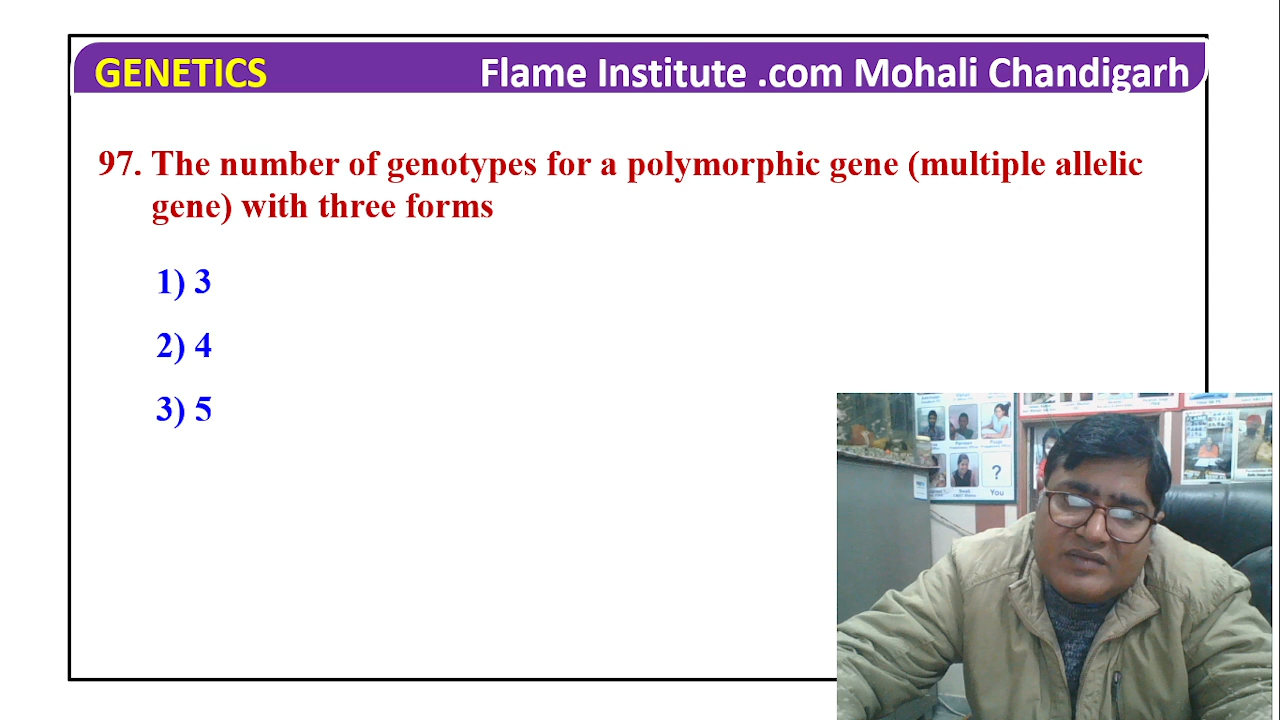 GENETICS
Flame Institute .com Mohali Chandigarh
97. The number of genotypes for a polymorphic gene (multiple allelic
gene) with three forms
1) 3
2) 4
3) 5
?
You